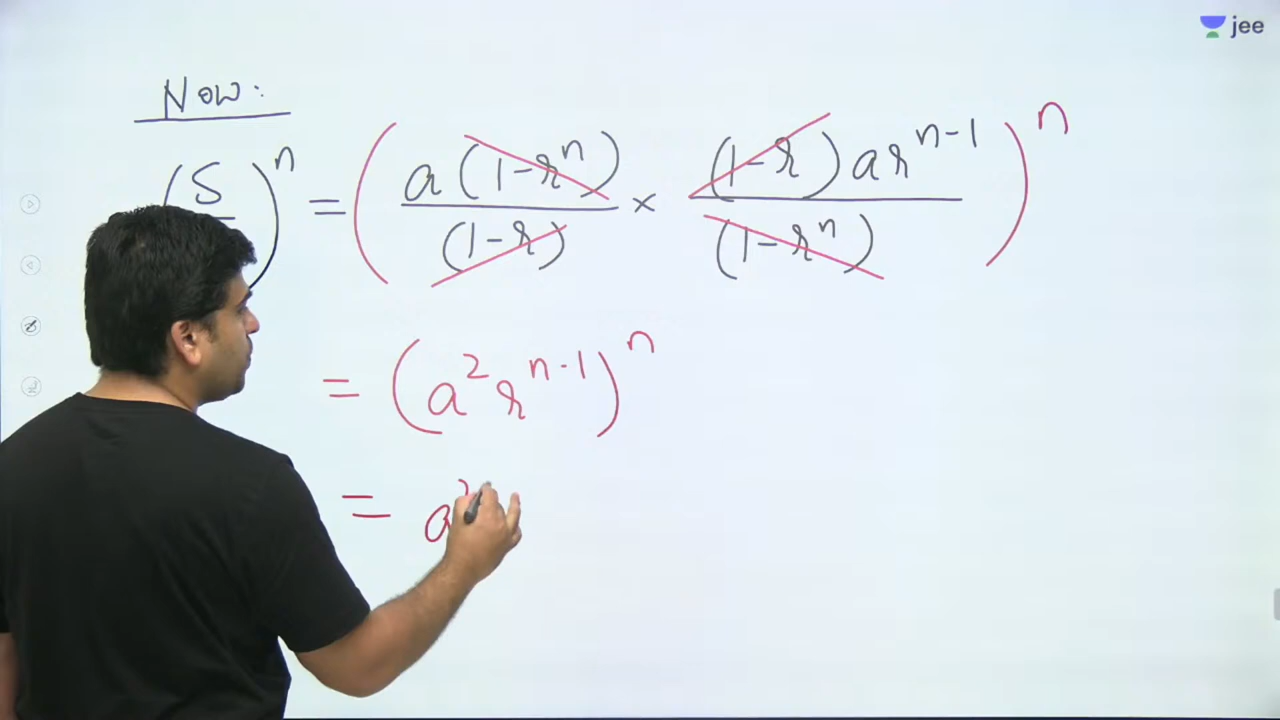 jee
Now:
(S)^n = (a(1-r^n)/(1-r) × (1-r)ar^{n-1}/(1-r^n))^n
= (a^2 r^{n-1})^n
= a